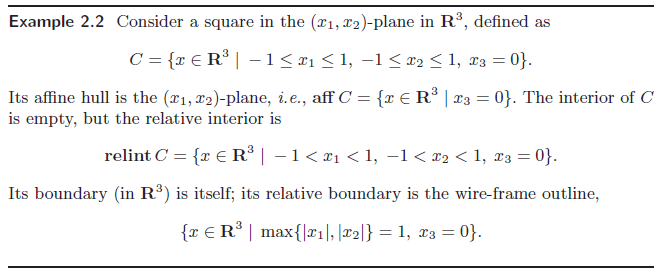 Example 2.2 Consider a square in the (x₁, x₂)-plane in R³, defined as
C = {x ∈ R³ | −1 ≤ x₁ ≤ 1, −1 ≤ x₂ ≤ 1, x₃ = 0}.
Its affine hull is the (x₁, x₂)-plane, i.e., aff C = {x ∈ R³ | x₃ = 0}. The interior of C
is empty, but the relative interior is
relint C = {x ∈ R³ | −1 < x₁ < 1, −1 < x₂ < 1, x₃ = 0}.
Its boundary (in R³) is itself; its relative boundary is the wire-frame outline,
{x ∈ R³ | max{|x₁|, |x₂|} = 1, x₃ = 0}.